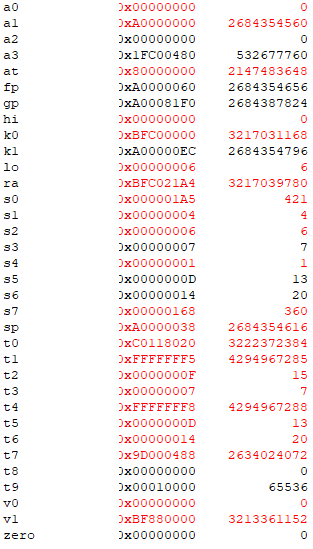 a0 0x00000000 0
a1 0xA0000000 2684354560
a2 0x00000000 0
a3 0x1FC00480 532677760
at 0x80000000 2147483648
fp 0xA0000060 2684354656
gp 0xA00081F0 2684387824
hi 0x00000000 0
k0 0xBFC00000 3217031168
k1 0xA00000EC 2684354796
lo 0x00000006 6
ra 0xBFC021A4 3217039780
s0 0x000001A5 421
s1 0x00000004 4
s2 0x00000006 6
s3 0x00000007 7
s4 0x00000001 1
s5 0x0000000D 13
s6 0x00000014 20
s7 0x00000168 360
sp 0xA0000038 2684354616
t0 0xC0118020 3222372384
t1 0xFFFFFFF5 4294967285
t2 0x0000000F 15
t3 0x00000007 7
t4 0xFFFFFFF8 4294967288
t5 0x0000000D 13
t6 0x00000014 20
t7 0x9D000488 2634024072
t8 0x00000000 0
t9 0x00010000 65536
v0 0x00000000 0
v1 0xBF880000 3213361152
zero 0x00000000 0